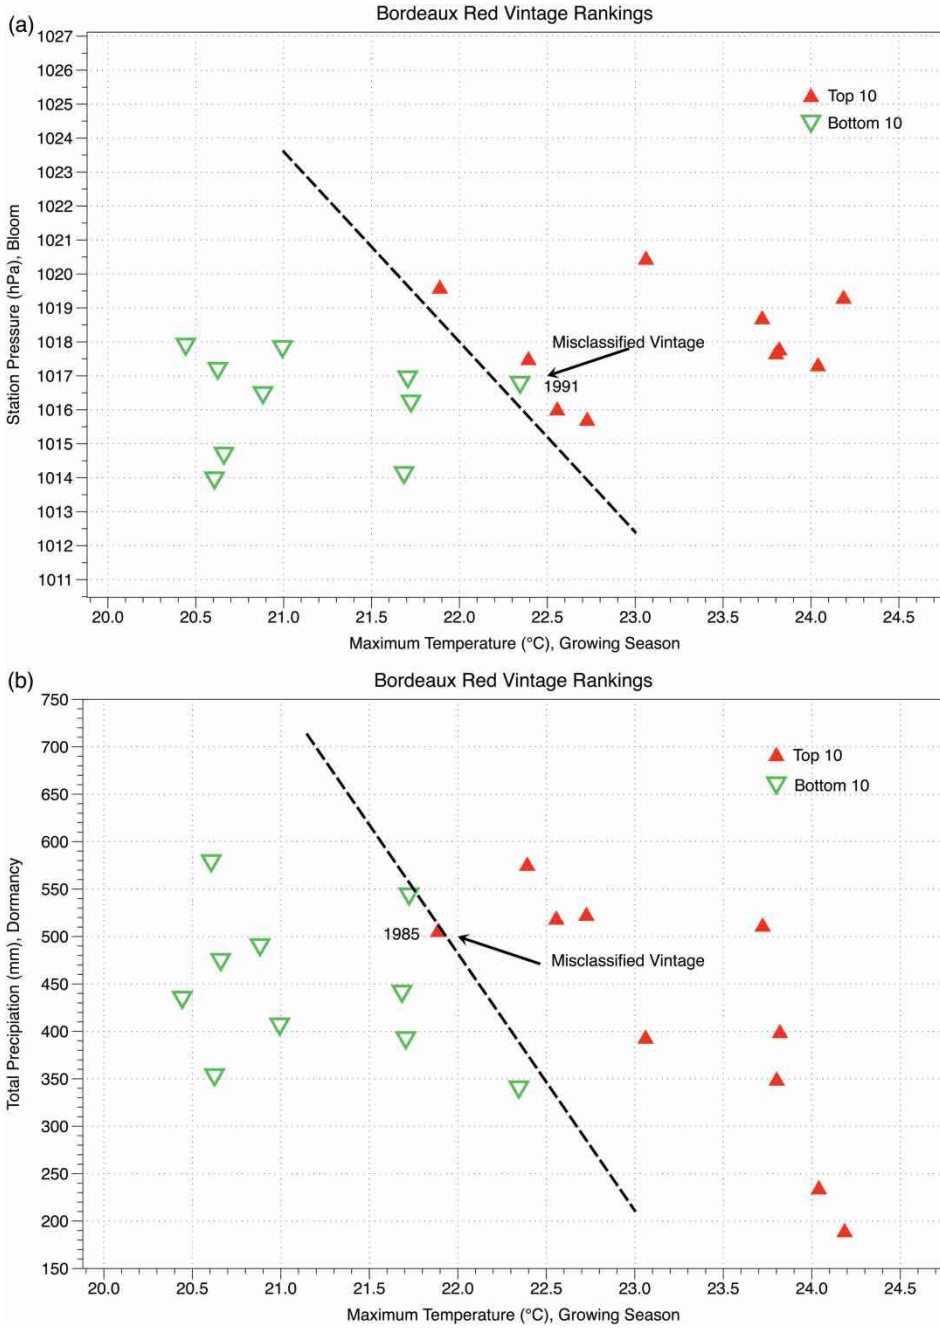 (a)
Bordeaux Red Vintage Rankings
1027
1026
1025
1024
1023
1022
1021
1020
1019
1018
1017
1016
1015
1014
1013
1012
1011
Station Pressure (hPa), Bloom
Top 10
Bottom 10
Misclassified Vintage
1991
20.0 20.5 21.0 21.5 22.0 22.5 23.0 23.5 24.0 24.5
Maximum Temperature (°C), Growing Season
(b)
Bordeaux Red Vintage Rankings
750
700
650
600
550
500
450
400
350
300
250
200
150
Total Precipiation (mm), Dormancy
Top 10
Bottom 10
1985
Misclassified Vintage
20.0 20.5 21.0 21.5 22.0 22.5 23.0 23.5 24.0 24.5
Maximum Temperature (°C), Growing Season